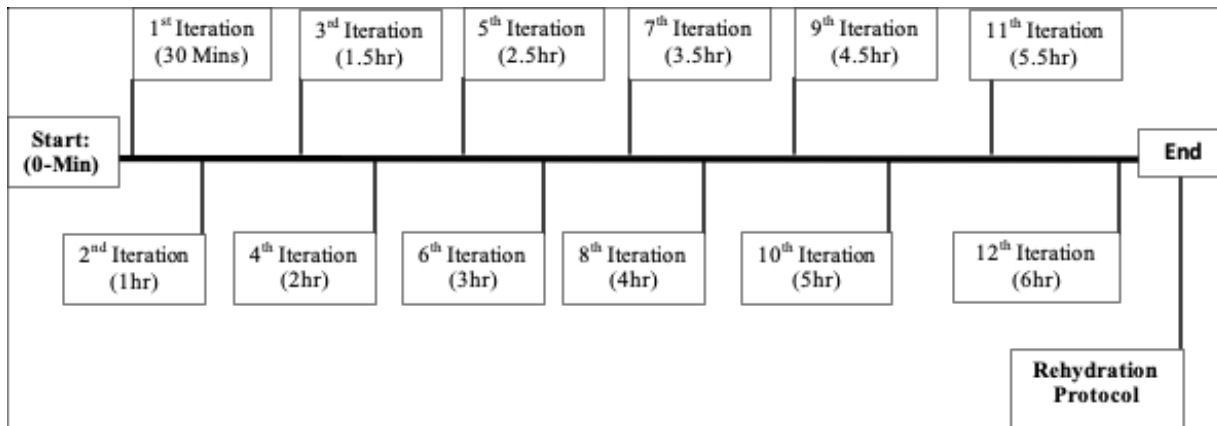 1st Iteration
(30 Mins)
3rd Iteration
(1.5hr)
5th Iteration
(2.5hr)
7th Iteration
(3.5hr)
9th Iteration
(4.5hr)
11th Iteration
(5.5hr)
Start:
(0-Min)
End
2nd Iteration
(1hr)
4th Iteration
(2hr)
6th Iteration
(3hr)
8th Iteration
(4hr)
10th Iteration
(5hr)
12th Iteration
(6hr)
Rehydration
Protocol